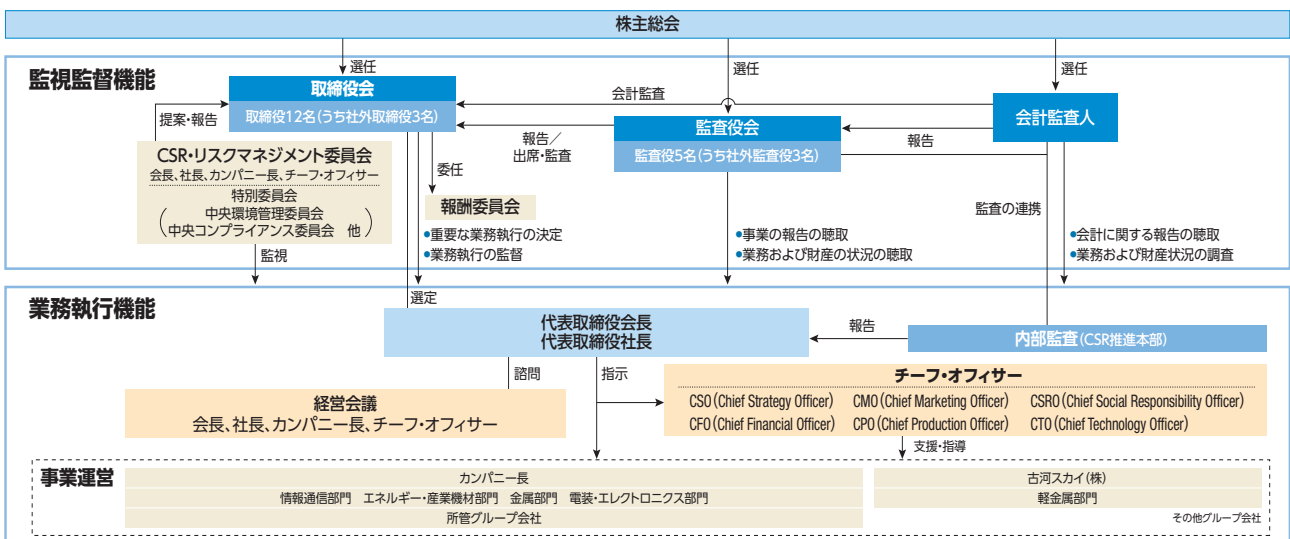 株主総会
選任
選任
選任
監視監督機能
取締役会
取締役12名(うち社外取締役3名)
会計監査
会計監査人
提案・報告
監査役会
監査役5名(うち社外監査役3名)
報告／
出席・監査
報告
CSR・リスクマネジメント委員会
会長、社長、カンパニー長、チーフ・オフィサー
特別委員会
(中央環境管理委員会
中央コンプライアンス委員会　他)
委任
報酬委員会
監査の連携
●重要な業務執行の決定
●業務執行の監督
●事業の報告の聴取
●業務および財産の状況の聴取
●会計に関する報告の聴取
●業務および財産状況の調査
監視
業務執行機能
選定
代表取締役会長
代表取締役社長
報告
内部監査(CSR推進本部)
諮問
指示
経営会議
会長、社長、カンパニー長、チーフ・オフィサー
チーフ・オフィサー
CSO(Chief Strategy Officer)　CMO(Chief Marketing Officer)　CSRO(Chief Social Responsibility Officer)
CFO(Chief Financial Officer)　CPO(Chief Production Officer)　CTO(Chief Technology Officer)
支援・指導
事業運営
カンパニー長
情報通信部門　エネルギー・産業機材部門　金属部門　電装・エレクトロニクス部門
所管グループ会社
古河スカイ(株)
軽金属部門
その他グループ会社